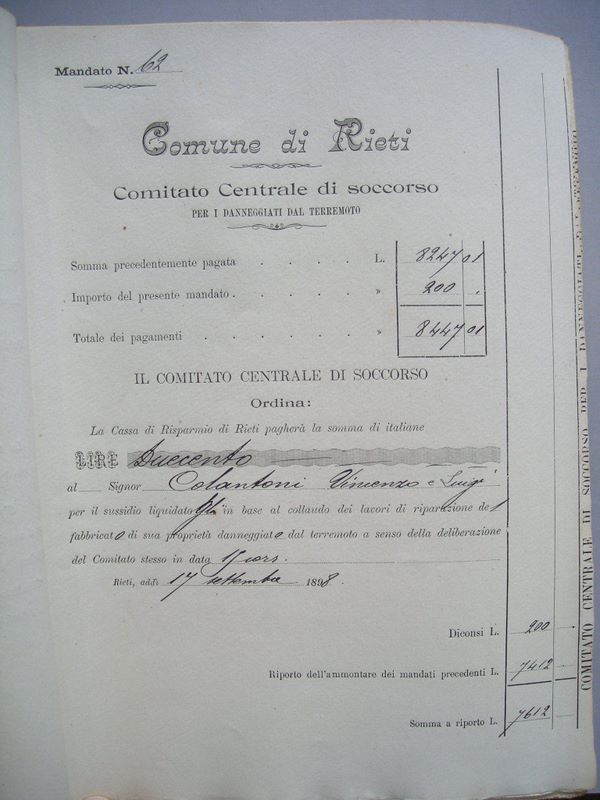 Mandato N. 62
Comune di Rieti
Comitato Centrale di soccorso
PER I DANNEGGIATI DAL TERREMOTO
Somma precedentemente pagata . . . . L. 8247 01
Importo del presente mandato . . . . . » 200 .
Totale dei pagamenti . . . . . . » 8447 01
IL COMITATO CENTRALE DI SOCCORSO
Ordina:
La Cassa di Risparmio di Rieti pagherà la somma di italiane
LIRE Duecento
al Signor Colantoni Vincenzo e Luigi
per il sussidio liquidato in base al collaudo dei lavori di riparazione del
fabbricato di sua proprietà danneggiato dal terremoto a senso della deliberazione
del Comitato stesso in data corr.
Rieti, addì 17 settembre 1898
Diconsi L. 200
Riporto dell'ammontare dei mandati precedenti L. 7412
Somma a riporto L. 7612
COMITATO CENTRALE DI SOCCORSO PER I DANNEGGIATI DAL TERREMOTO